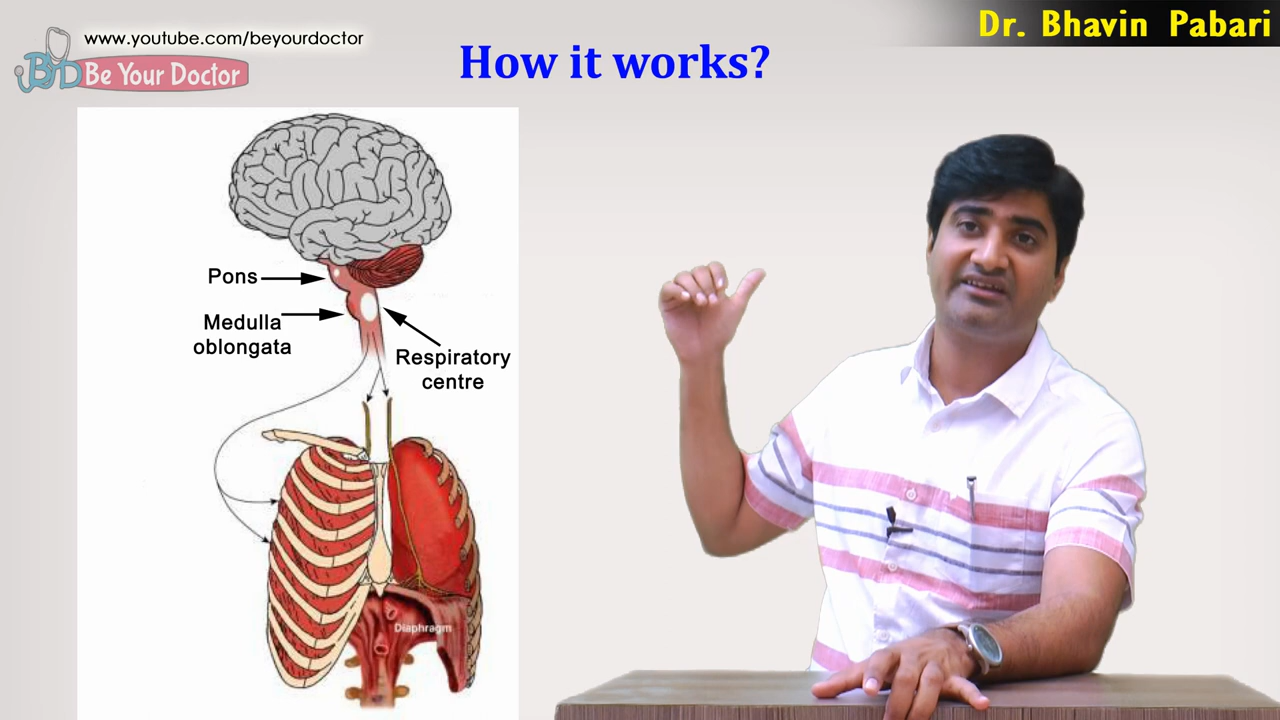 www.youtube.com/beyourdoctor
Dr. Bhavin Pabari
BYD Be Your Doctor
How it works?
Pons
Medulla
oblongata
Respiratory
centre
Diaphragm